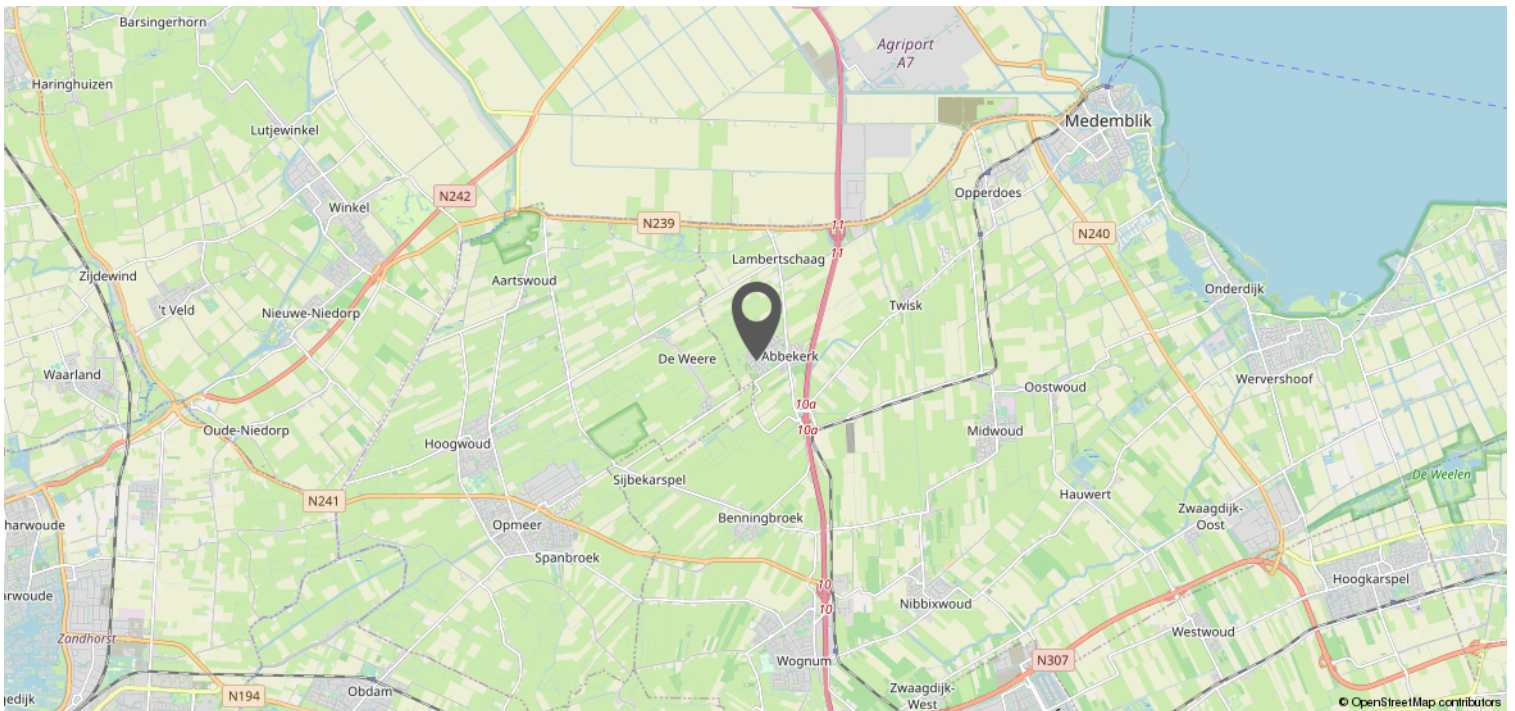 Barsingerhorn
Agriport
A7
Haringhuizen
Medemblik
Lutjewinkel
N242
Opperdoes
Winkel
N239
11
11
N240
Lambertschaag
Zijdewind
Aartswoud
Onderdijk
't Veld
Twisk
Nieuwe-Niedorp
De Weere
Abbekerk
Waarland
Wervershoof
Oostwoud
10a
10a
Oude-Niedorp
Midwoud
Hoogwoud
Sijbekarspel
De Weelen
N241
Hauwert
Zwaagdijk-
Oost
harwoude
Opmeer
Benningbroek
Spanbroek
Hoogkarspel
10
10
arwoude
Nibbixwoud
Zandhorst
Westwoud
Wognum
N307
Obdam
N194
Zwaagdijk-
West
gedijk
© OpenStreetMap contributors